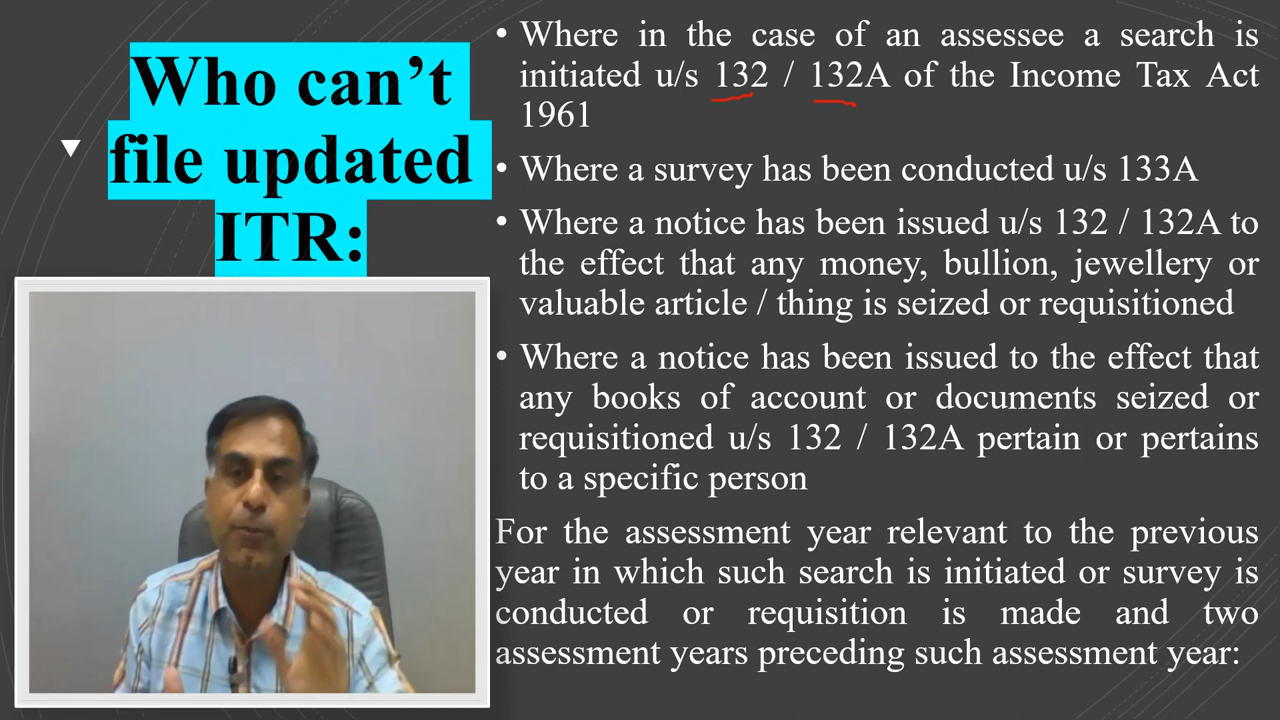 Who can't
file updated
ITR:
• Where in the case of an assessee a search is
initiated u/s 132 / 132A of the Income Tax Act
1961
• Where a survey has been conducted u/s 133A
• Where a notice has been issued u/s 132 / 132A to
the effect that any money, bullion, jewellery or
valuable article / thing is seized or requisitioned
• Where a notice has been issued to the effect that
any books of account or documents seized or
requisitioned u/s 132 / 132A pertain or pertains
to a specific person
For the assessment year relevant to the previous
year in which such search is initiated or survey is
conducted or requisition is made and two
assessment years preceding such assessment year: